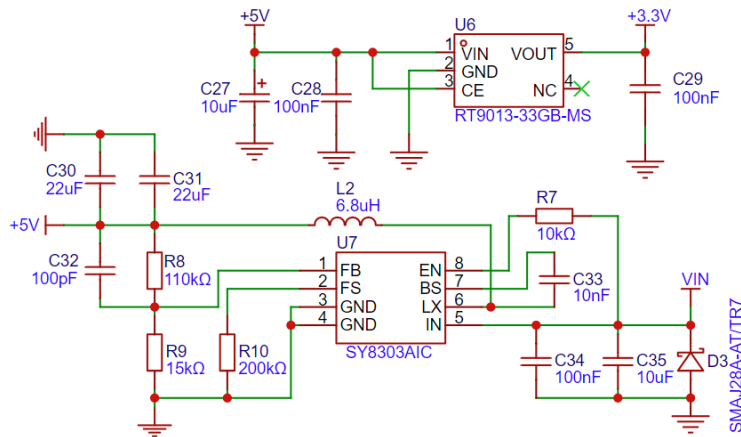 +5V
U6
+3.3V
1
VIN
VOUT
5
2
GND
3
CE
NC
4
RT9013-33GB-MS
C27
10uF
C28
100nF
C29
100nF
C30
22uF
C31
22uF
+5V
L2
6.8uH
R7
10kΩ
U7
C32
100pF
R8
110kΩ
1
FB
EN
8
2
FS
BS
7
3
GND
LX
6
4
GND
IN
5
SY8303AIC
C33
10nF
VIN
R9
15kΩ
R10
200kΩ
C34
100nF
C35
10uF
D3
SMAJ28A-AT/TR7